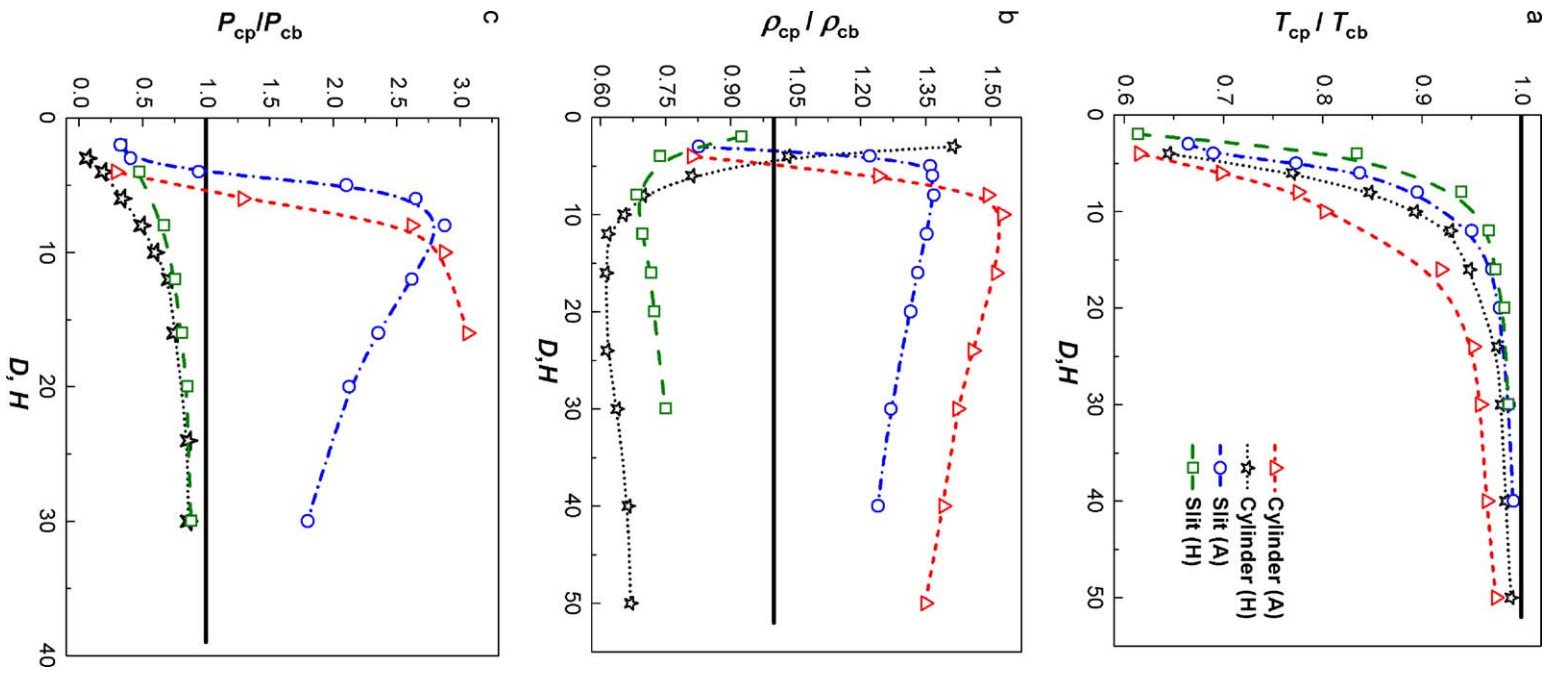 a
T_cp / T_cb
0.6 0.7 0.8 0.9 1.0
0 10 20 30 40 50
D,H
Cylinder (A)
Cylinder (H)
Slit (A)
Slit (H)
b
ρ_cp / ρ_cb
0.60 0.75 0.90 1.05 1.20 1.35 1.50
0 10 20 30 40 50
D,H
c
P_cp/P_cb
0.0 0.5 1.0 1.5 2.0 2.5 3.0
0 10 20 30 40
D, H